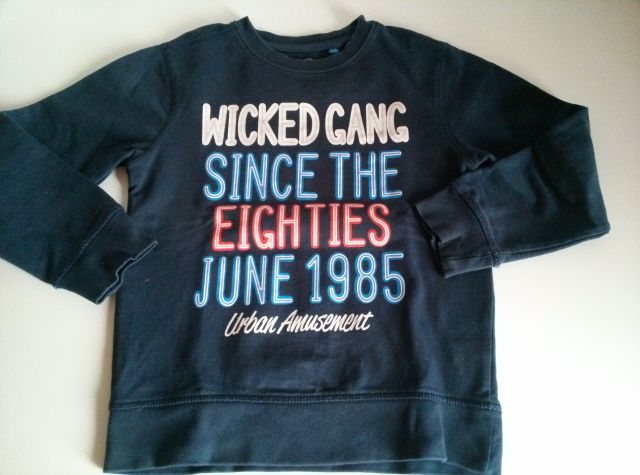 WICKED GANG
SINCE THE
EIGHTIES
JUNE 1985
Urban Amusement